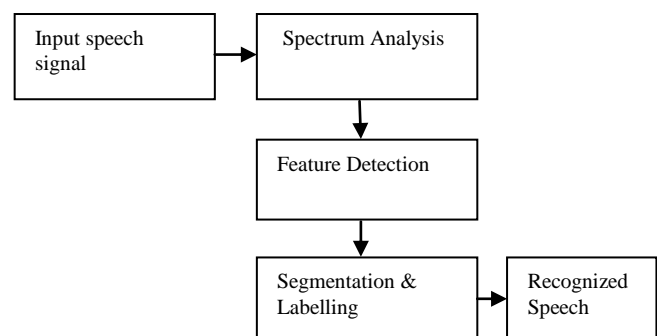 Input speech
signal
Spectrum Analysis
Feature Detection
Segmentation &
Labelling
Recognized
Speech